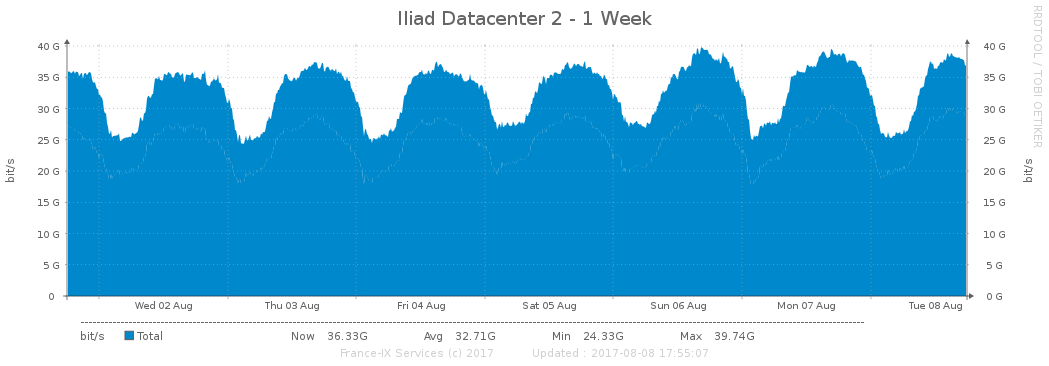 Iliad Datacenter 2 - 1 Week
RRDTOOL / TOBI OETIKER
40 G 40 G
35 G 35 G
30 G 30 G
25 G 25 G
20 G 20 G
15 G 15 G
10 G 10 G
5 G 5 G
0 0 G
bit/s bit/s
Wed 02 Aug Thu 03 Aug Fri 04 Aug Sat 05 Aug Sun 06 Aug Mon 07 Aug Tue 08 Aug
bit/s Total Now 36.33G Avg 32.71G Min 24.33G Max 39.74G
France-IX Services (c) 2017 Updated : 2017-08-08 17:55:07